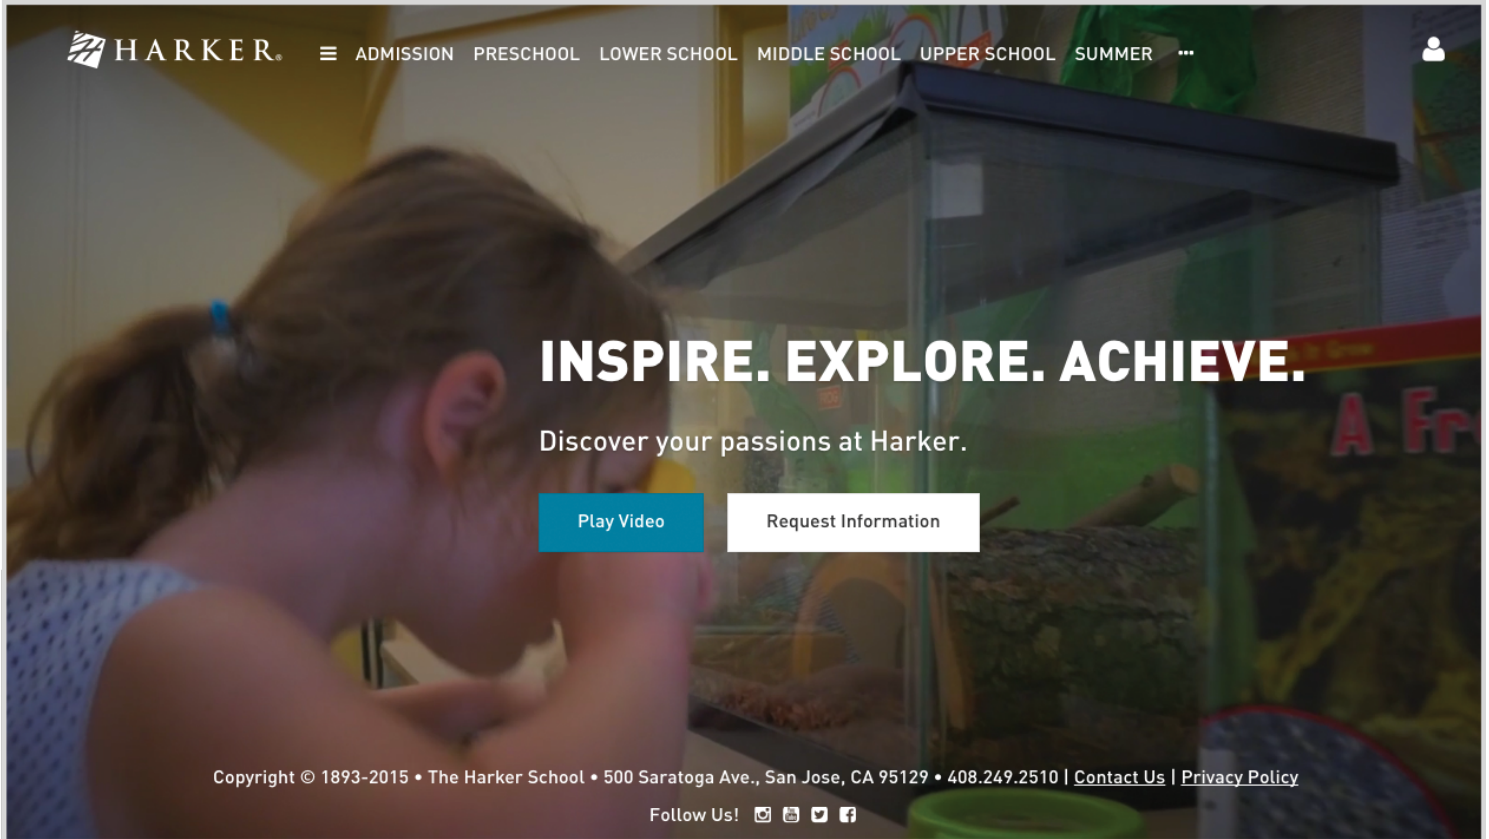 HARKER®
ADMISSION PRESCHOOL LOWER SCHOOL MIDDLE SCHOOL UPPER SCHOOL SUMMER •••
INSPIRE. EXPLORE. ACHIEVE.
Discover your passions at Harker.
Play Video Request Information
A Fr
Copyright © 1893-2015 • The Harker School • 500 Saratoga Ave., San Jose, CA 95129 • 408.249.2510 | Contact Us | Privacy Policy
Follow Us!